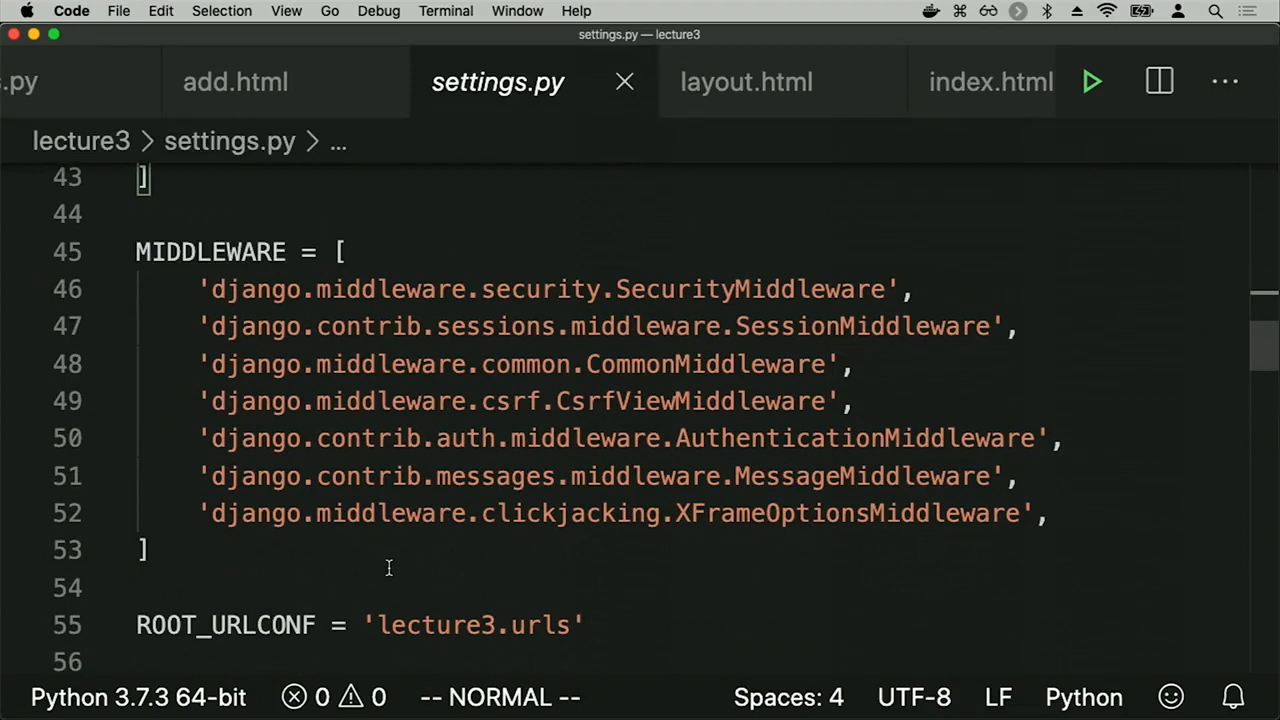 Code File Edit Selection View Go Debug Terminal Window Help
settings.py — lecture3
s.py add.html settings.py layout.html index.html
lecture3 > settings.py > ...
43 ]
44
45 MIDDLEWARE = [
46 'django.middleware.security.SecurityMiddleware',
47 'django.contrib.sessions.middleware.SessionMiddleware',
48 'django.middleware.common.CommonMiddleware',
49 'django.middleware.csrf.CsrfViewMiddleware',
50 'django.contrib.auth.middleware.AuthenticationMiddleware',
51 'django.contrib.messages.middleware.MessageMiddleware',
52 'django.middleware.clickjacking.XFrameOptionsMiddleware',
53 ]
54
55 ROOT_URLCONF = 'lecture3.urls'
56
Python 3.7.3 64-bit 0 0 -- NORMAL -- Spaces: 4 UTF-8 LF Python